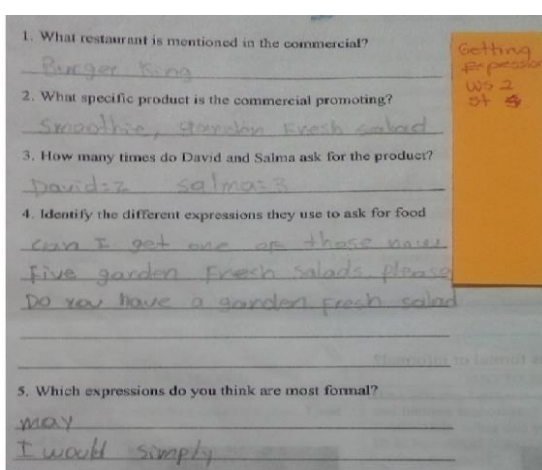 1. What restaurant is mentioned in the commercial?
Burger King
2. What specific product is the commercial promoting?
Smoothie, Garden Fresh salad
3. How many times do David and Salma ask for the product?
David:2 salma:3
4. Identify the different expressions they use to ask for food
can I get one of those now
Five garden Fresh Salads, please
Do you have a garden fresh salad
5. Which expressions do you think are most formal?
may
I would simply
Getting
Expression
WS 2
St 4